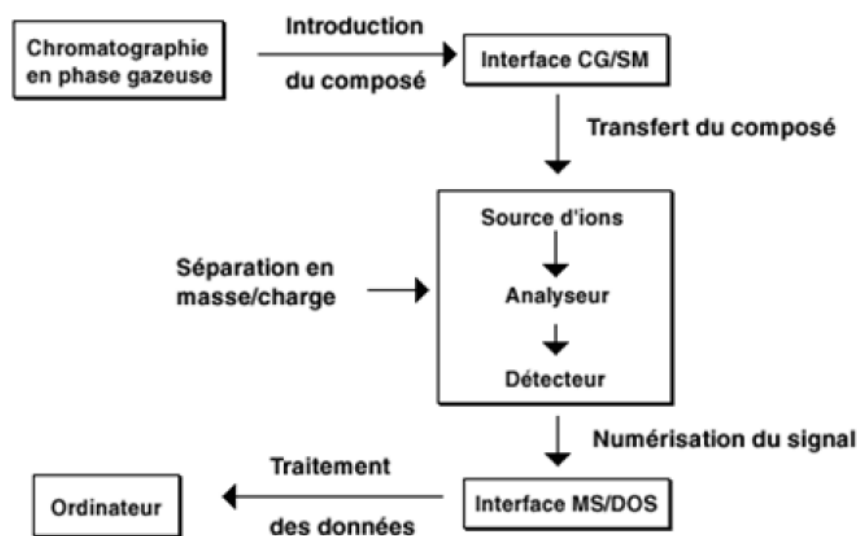 Chromatographie
en phase gazeuse
Introduction
du composé
Interface CG/SM
Transfert du composé
Source d'ions
Séparation en
masse/charge
Analyseur
Détecteur
Numérisation du signal
Interface MS/DOS
Traitement
des données
Ordinateur